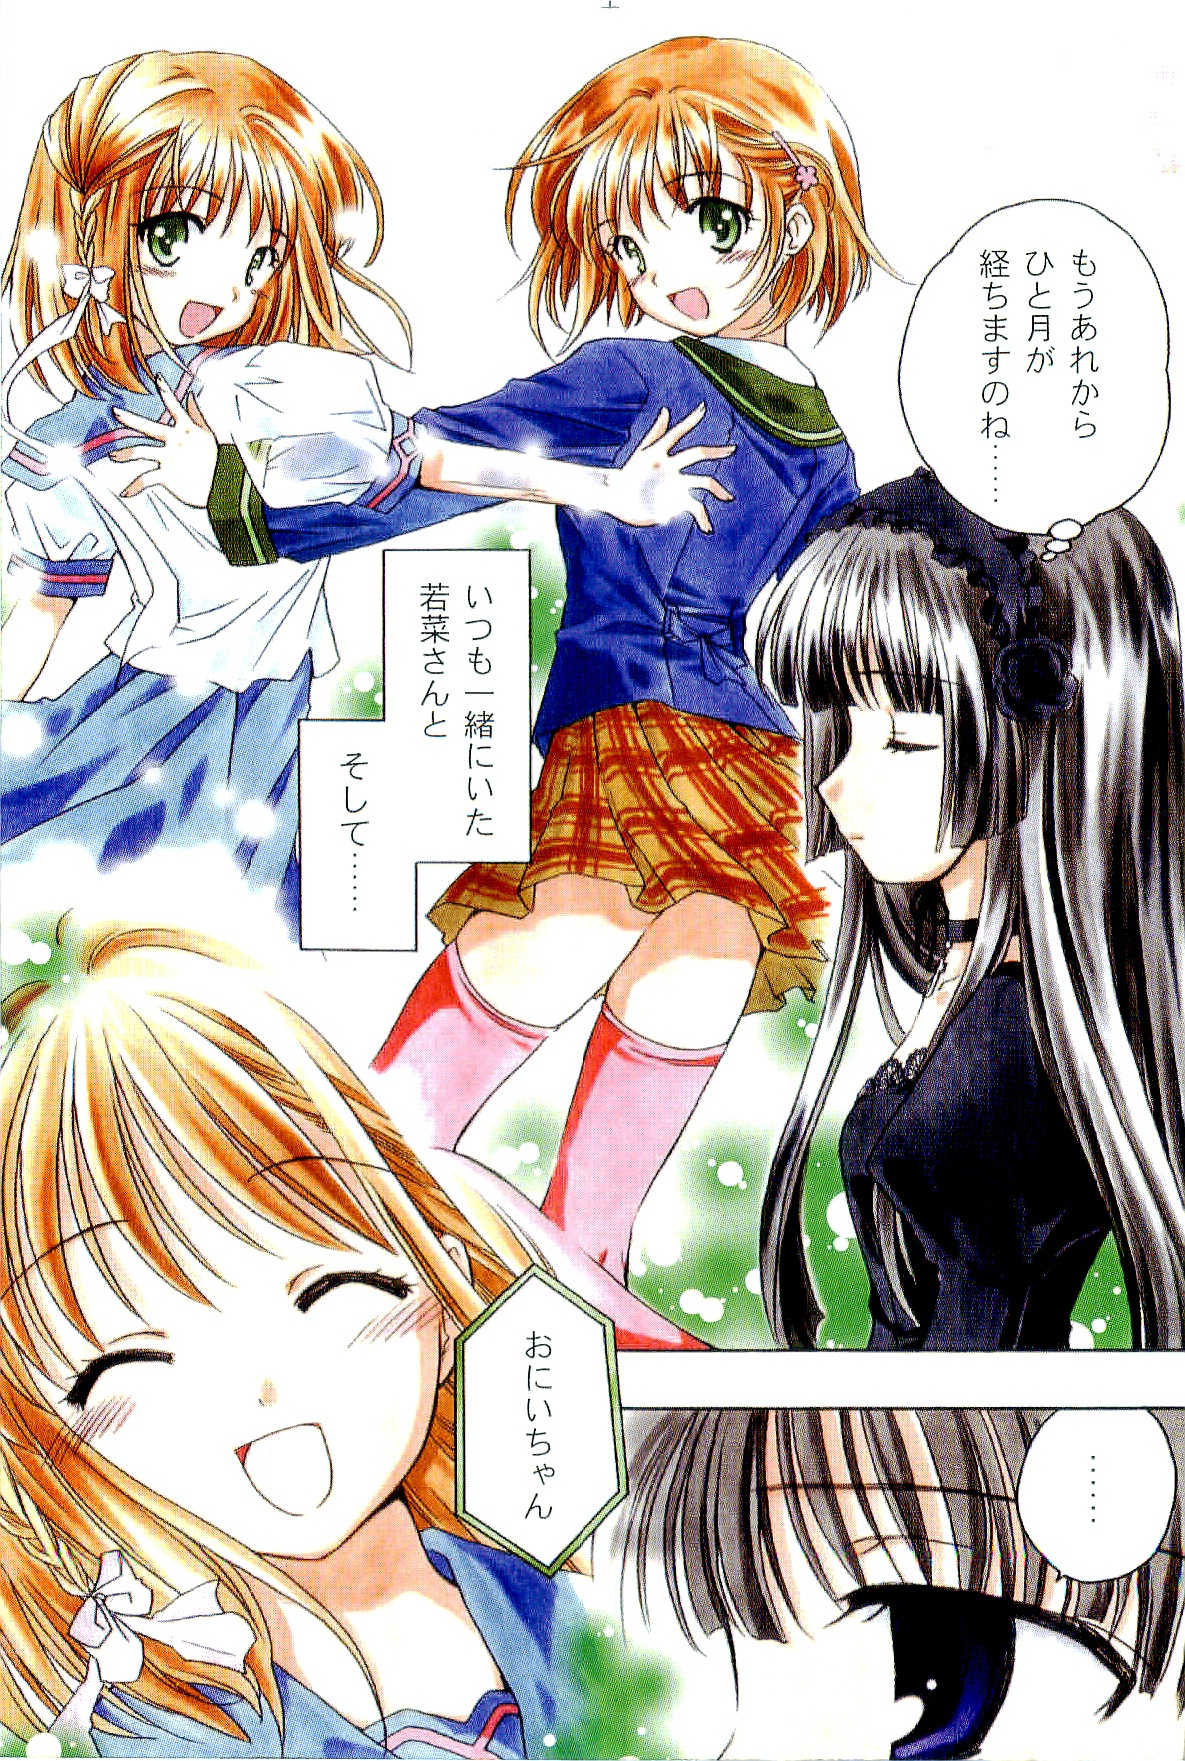 もうあれから
ひと月が
経ちますのね……
いつも一緒にいた
若菜さんと
そして……
おにいちゃん
……